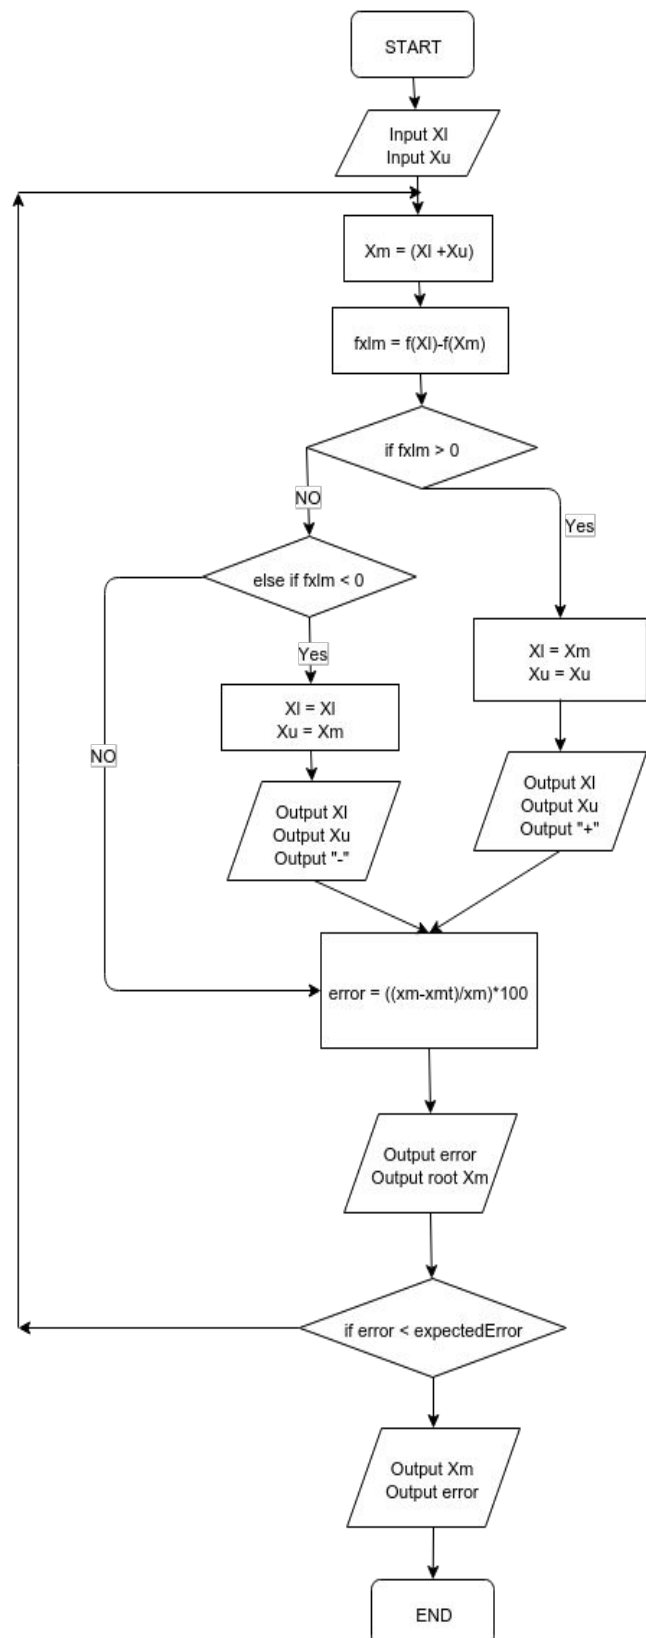 START
Input Xl
Input Xu
Xm = (Xl +Xu)
fxlm = f(Xl)-f(Xm)
if fxlm > 0
NO
Yes
else if fxlm < 0
Yes
Xl = Xm
Xu = Xu
Xl = Xl
Xu = Xm
NO
Output Xl
Output Xu
Output "+"
Output Xl
Output Xu
Output "-"
error = ((xm-xmt)/xm)*100
Output error
Output root Xm
if error < expectedError
Output Xm
Output error
END